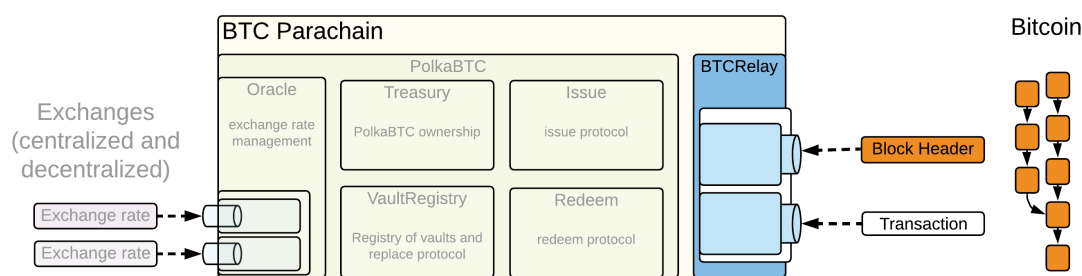 BTC Parachain
Bitcoin
PolkaBTC
BTCRelay
Oracle
exchange rate
management
Treasury
PolkaBTC ownership
Issue
issue protocol
Exchanges
(centralized and
decentralized)
Block Header
VaultRegistry
Registry of vaults and
replace protocol
Redeem
redeem protocol
Exchange rate
Exchange rate
Transaction